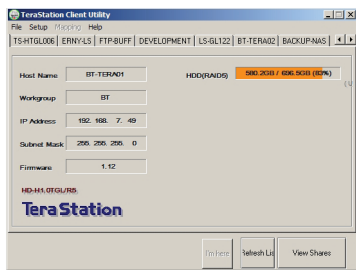 TeraStation Client Utility
File Setup Mapping Help
TS-HTGL006 ERNY-LS FTP-BUFF DEVELOPMENT LS-GL122 BT-TERA02 BACKUP-NAS
Host Name BT-TERA01 HDD(RAID5) 580.2GB / 696.5GB (83%)
Workgroup BT
IP Address 192. 168. 7. 49
Subnet Mask 255. 255. 255. 0
Firmware 1.12
HD-H1.0TGL/R5
TeraStation
I'm here Refresh Lis View Shares